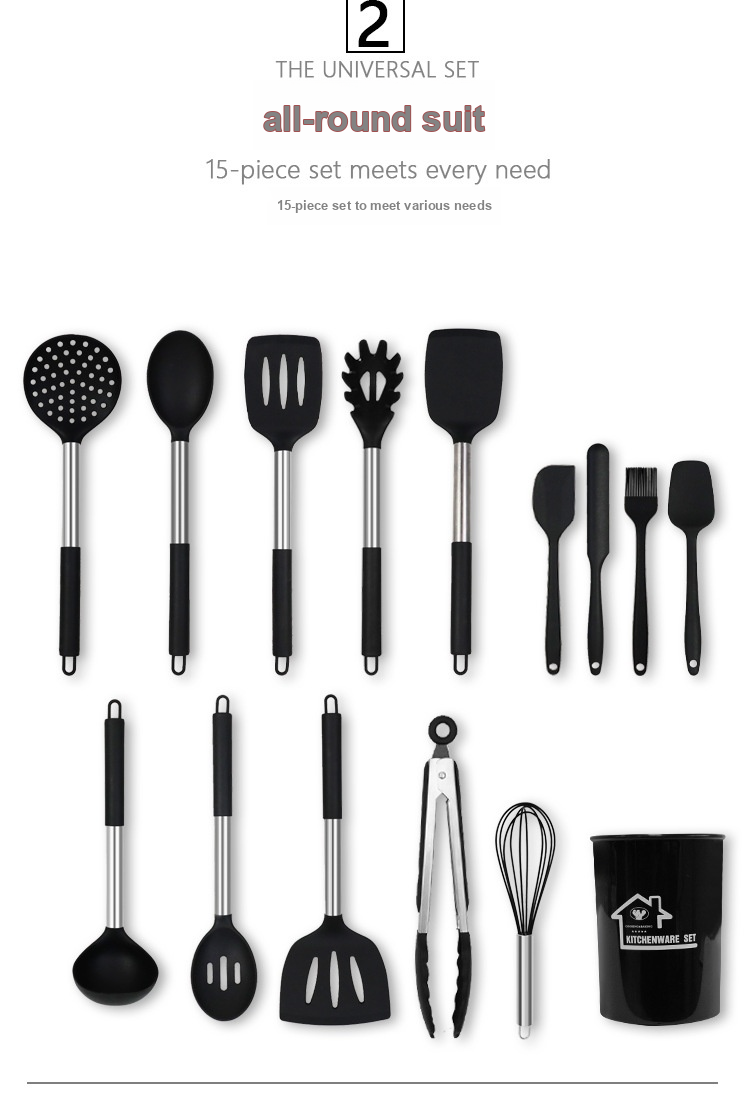 2
THE UNIVERSAL SET
all-round suit
15-piece set meets every need
15-piece set to meet various needs
KITCHENWARE SET